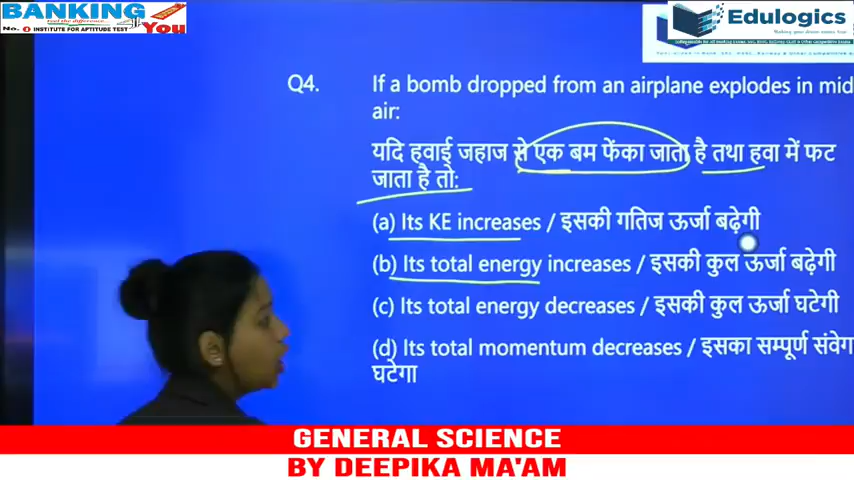 BANKING
Feel the difference
No. 1 INSTITUTE FOR APTITUDE TEST
You
Edulogics
Q4. If a bomb dropped from an airplane explodes in mid
air:
यदि हवाई जहाज से एक बम फेंका जाता है तथा हवा में फट
जाता है तो:
(a) Its KE increases / इसकी गतिज ऊर्जा बढ़ेगी
(b) Its total energy increases / इसकी कुल ऊर्जा बढ़ेगी
(c) Its total energy decreases / इसकी कुल ऊर्जा घटेगी
(d) Its total momentum decreases / इसका सम्पूर्ण संवेग
घटेगा
GENERAL SCIENCE
BY DEEPIKA MA'AM